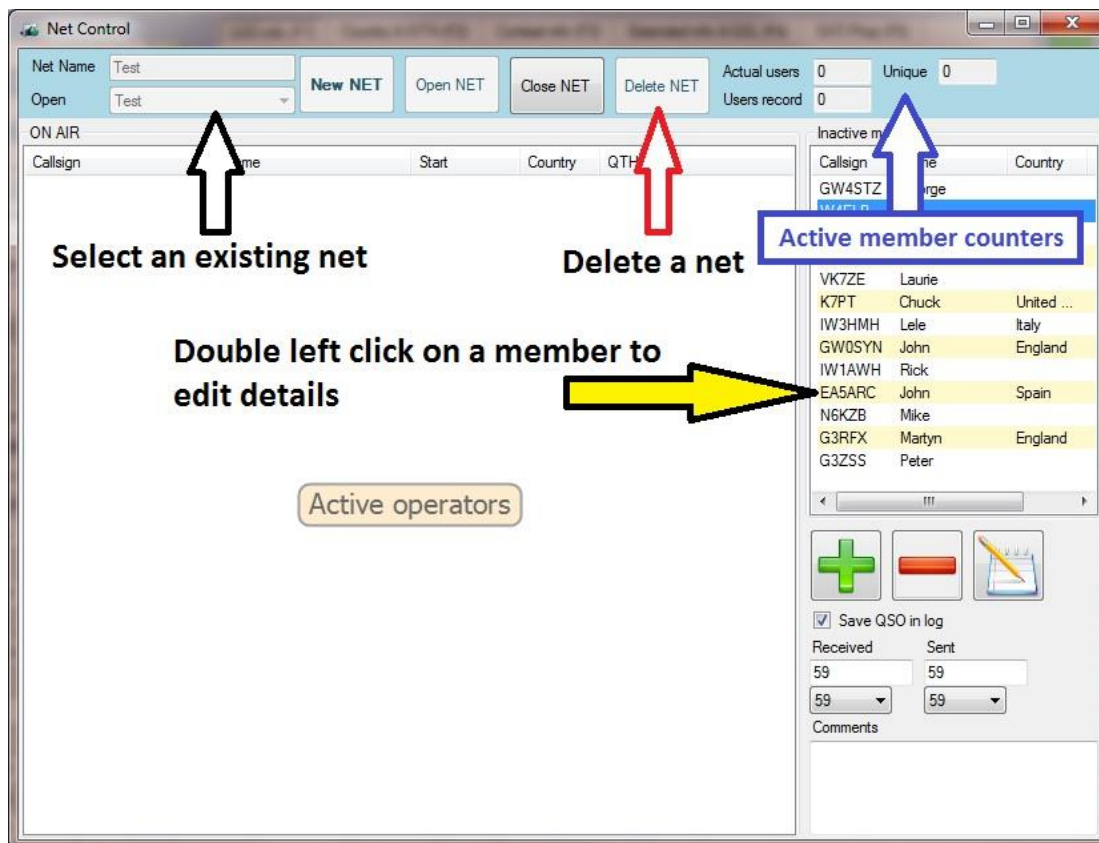 Net Control
Net Name Test
Open Test
New NET
Open NET
Close NET
Delete NET
Actual users 0 Unique 0
Users record 0
ON AIR
Callsign Start Country QTH
Inactive
Callsign Country
GW4STZ
Select an existing net
Delete a net
Active member counters
VK7ZE Laurie
K7PT Chuck United ...
IW3HMH Lele Italy
GW0SYN John England
IW1AWH Rick
EA5ARC John Spain
N6KZB Mike
G3RFX Martyn England
G3ZSS Peter
Double left click on a member to
edit details
Active operators
Save QSO in log
Received Sent
59 59
59 59
Comments